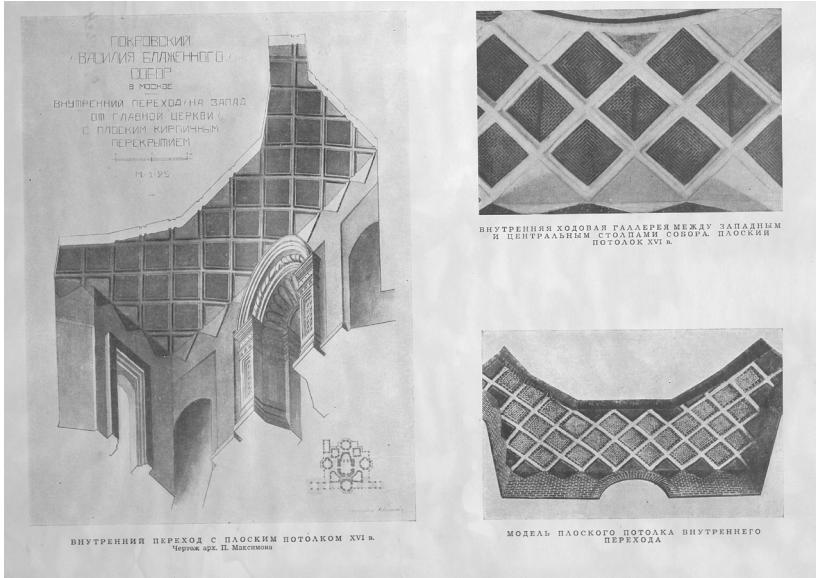 ПОКРОВСКИЙ
(ВАСИЛИЯ БЛАЖЕННОГО)
СОБОР
В МОСКВЕ
ВНУТРЕННИЙ ПЕРЕХОД (НА ЗАПАД
ОТ ГЛАВНОЙ ЦЕРКВИ),
С ПЛОСКИМ КИРПИЧНЫМ
ПЕРЕКРЫТИЕМ
М 1:25
ВНУТРЕННИЙ ПЕРЕХОД С ПЛОСКИМ ПОТОЛКОМ XVI в.
Чертеж арх. П. Максимова
ВНУТРЕННЯЯ ХОДОВАЯ ГАЛЛЕРЕЯ МЕЖДУ ЗАПАДНЫМ
И ЦЕНТРАЛЬНЫМ СТОЛПАМИ СОБОРА. ПЛОСКИЙ
ПОТОЛОК XVI в.
МОДЕЛЬ ПЛОСКОГО ПОТОЛКА ВНУТРЕННЕГО
ПЕРЕХОДА